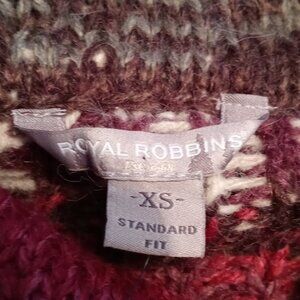 ROYAL ROBBINS
-XS-
STANDARD
FIT